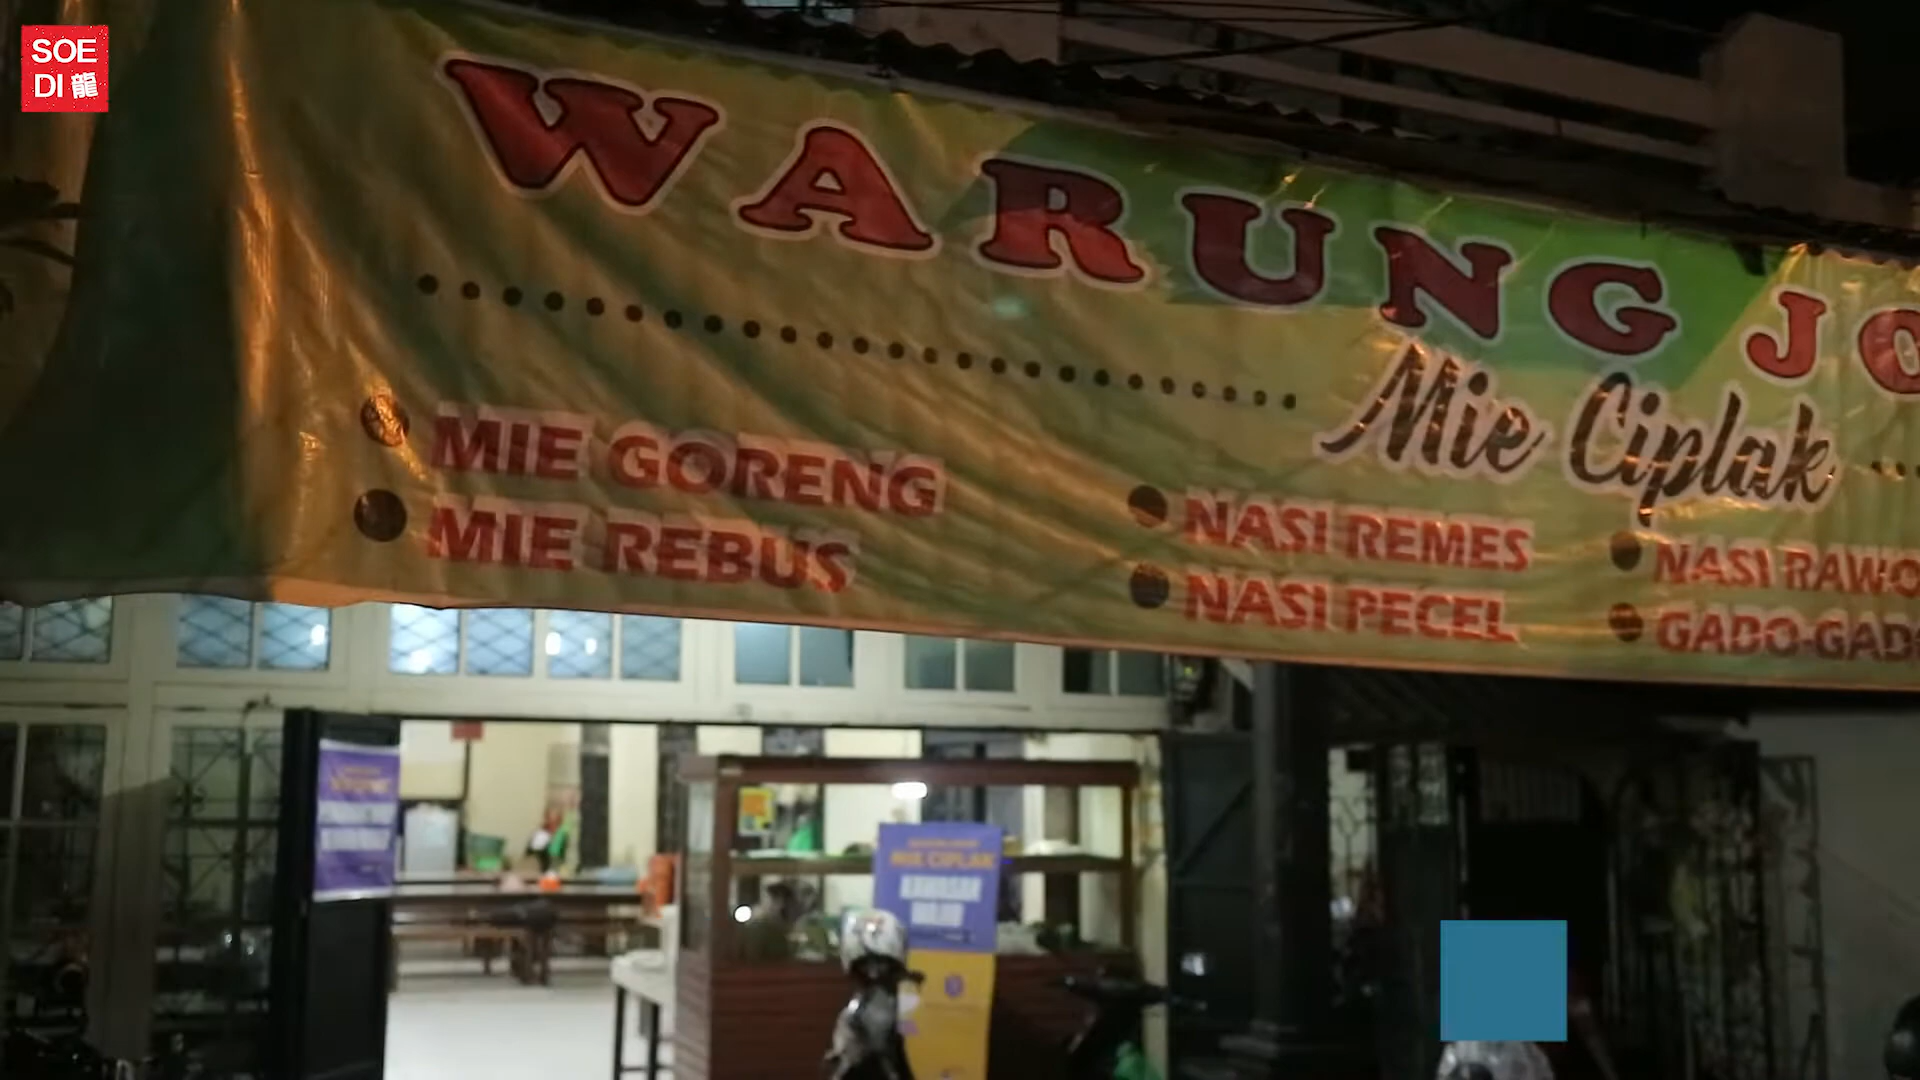 SOE
DI 龍
WARUNG JO
Mie Ciplak
MIE GORENG
MIE REBUS
NASI REMES
NASI PECEL
NASI RAWO
GADO-GAD
MIE CIPLAK